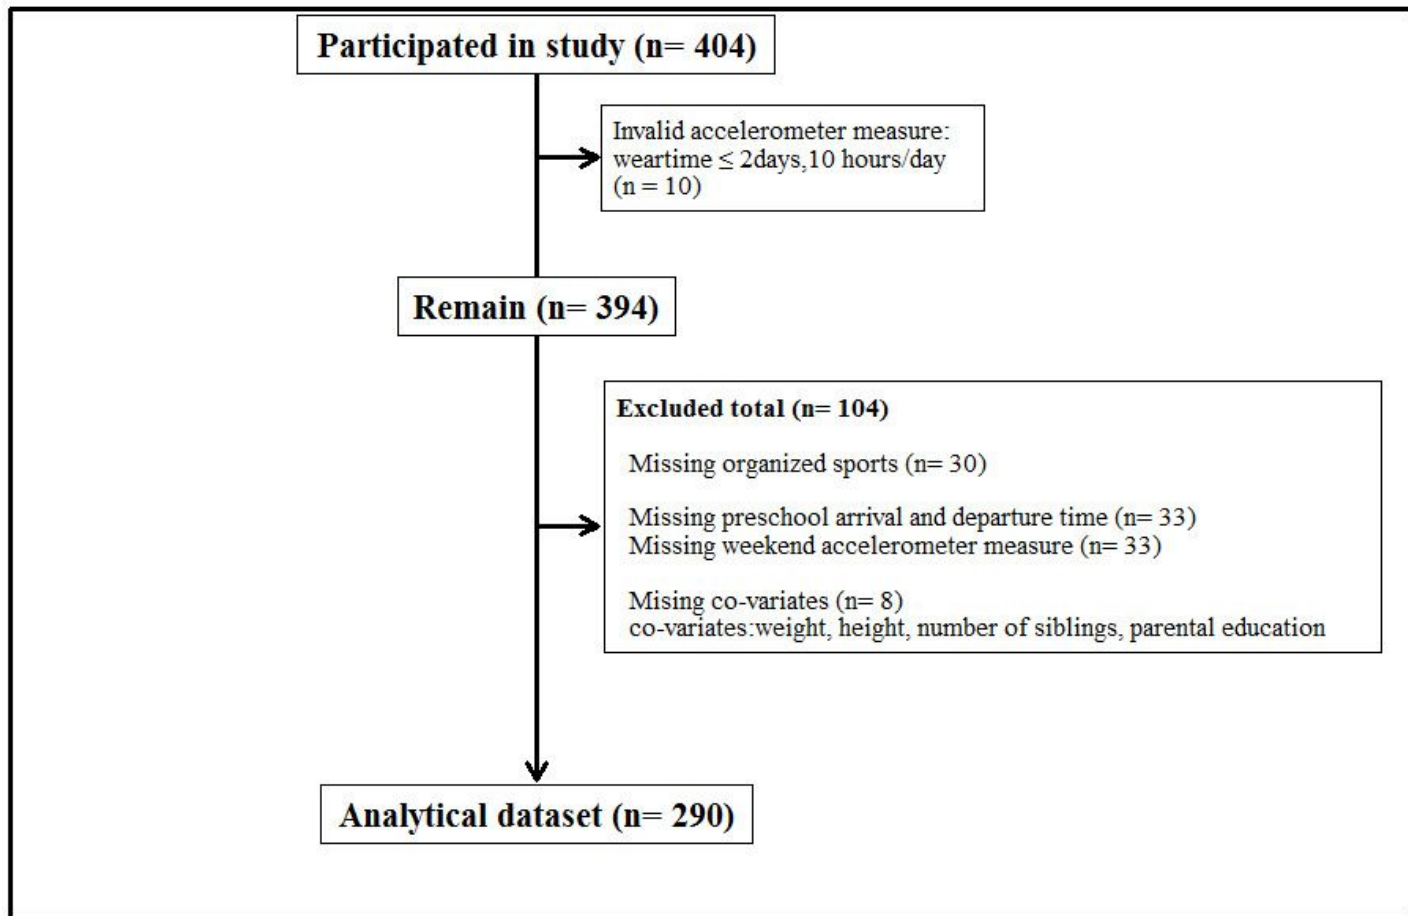 Participated in study (n= 404)
Invalid accelerometer measure:
weartime ≤ 2days,10 hours/day
(n = 10)
Remain (n= 394)
Excluded total (n= 104)
Missing organized sports (n= 30)
Missing preschool arrival and departure time (n= 33)
Missing weekend accelerometer measure (n= 33)
Mising co-variates (n= 8)
co-variates:weight, height, number of siblings, parental education
Analytical dataset (n= 290)